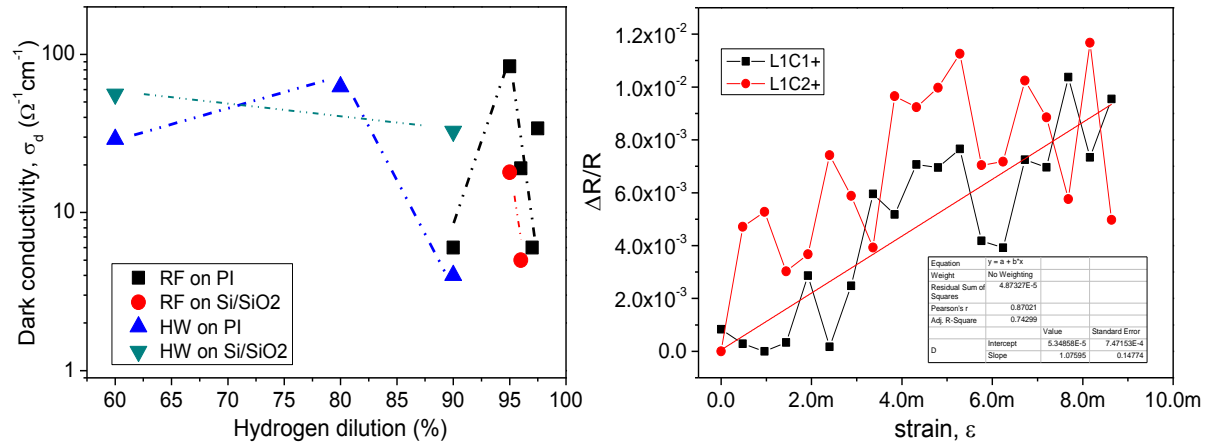 100
10
1
60 65 70 75 80 85 90 95 100
Dark conductivity, σd (Ω-1cm-1)
Hydrogen dilution (%)
RF on PI
RF on Si/SiO2
HW on PI
HW on Si/SiO2
1.2x10-2
1.0x10-2
8.0x10-3
6.0x10-3
4.0x10-3
2.0x10-3
0.0
0.0 2.0m 4.0m 6.0m 8.0m 10.0m
ΔR/R
strain, ε
L1C1+
L1C2+
Equation y = a + b*x
Weight No Weighting
Residual Sum of
Squares
4.87327E-5
Pearson's r 0.87021
Adj. R-Square 0.74299
Value Standard Error
D
Intercept 5.34858E-5 7.47153E-4
Slope 1.07595 0.14774